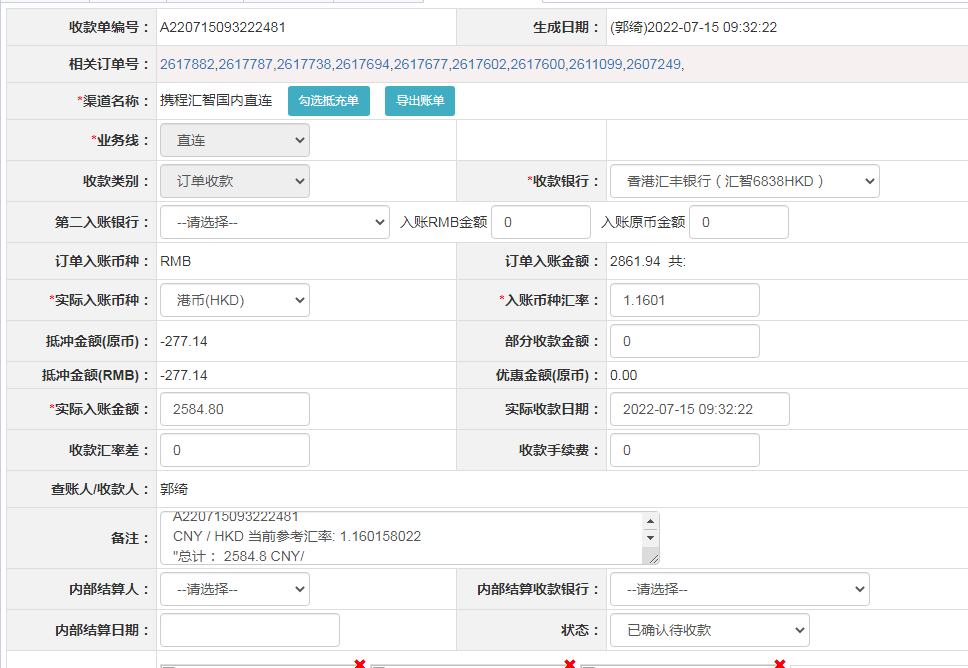 收款单编号： A220715093222481 生成日期： (郭绮)2022-07-15 09:32:22
相关订单号： 2617882,2617787,2617738,2617694,2617677,2617602,2617600,2611099,2607249,
*渠道名称： 携程汇智国内直连 勾选抵充单 导出账单
*业务线： 直连
收款类别： 订单收款 *收款银行： 香港汇丰银行（汇智6838HKD）
第二入账银行： --请选择-- 入账RMB金额 0 入账原币金额 0
订单入账币种： RMB 订单入账金额： 2861.94 共:
*实际入账币种： 港币(HKD) *入账币种汇率： 1.1601
抵冲金额(原币)： -277.14 部分收款金额： 0
抵冲金额(RMB)： -277.14 优惠金额(原币)： 0.00
*实际入账金额： 2584.80 实际收款日期： 2022-07-15 09:32:22
收款汇率差： 0 收款手续费： 0
查账人/收款人： 郭绮
备注： A220715093222481
CNY / HKD 当前参考汇率: 1.160158022
"总计： 2584.8 CNY/
内部结算人： --请选择-- 内部结算收款银行： --请选择--
内部结算日期： 状态： 已确认待收款